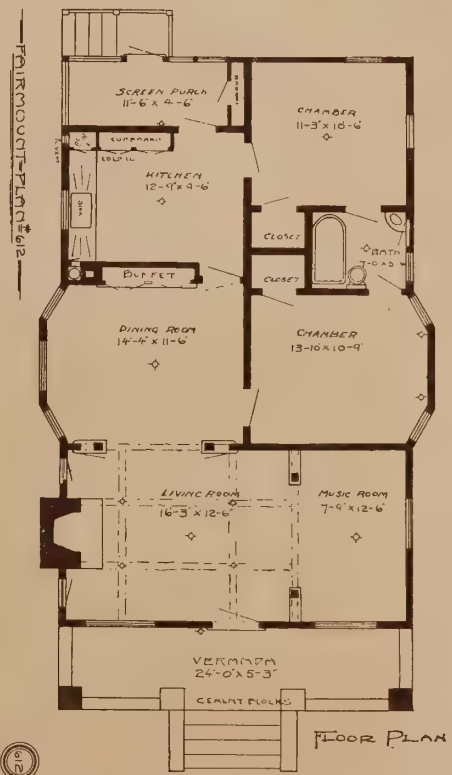 FAIRMOUNT-PLAN #612
SCREEN PORCH
11'-6" X 4'-6"
CHAMBER
11'-3" X 10'-6"
CUPBOARD
KITCHEN
12'-9" X 9'-6"
SINK
CLOSET
BATH
CLOSET
BUFFET
DINING ROOM
14'-4" X 11'-6"
CHAMBER
13'-10" X 10'-9"
LIVING ROOM
16'-3" X 12'-6"
MUSIC ROOM
7'-9" X 12'-6"
24'-0" X 5'-3"
CEMENT BLOCKS
FLOOR PLAN
612